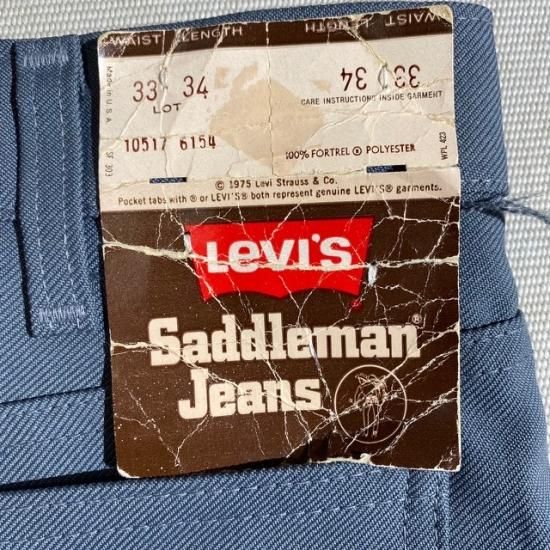 WAIST LENGTH
WAIST LENGTH
33 34
33 34
LOT
CARE INSTRUCTIONS INSIDE GARMENT
10517 6154
100% FORTREL ® POLYESTER
Made in U.S.A.
SF 303
WPL 423
© 1975 Levi Strauss & Co.
Pocket tabs with ® or LEVI'S® both represent genuine LEVI'S® garments.
LEVI'S
®
Saddleman®
Jeans